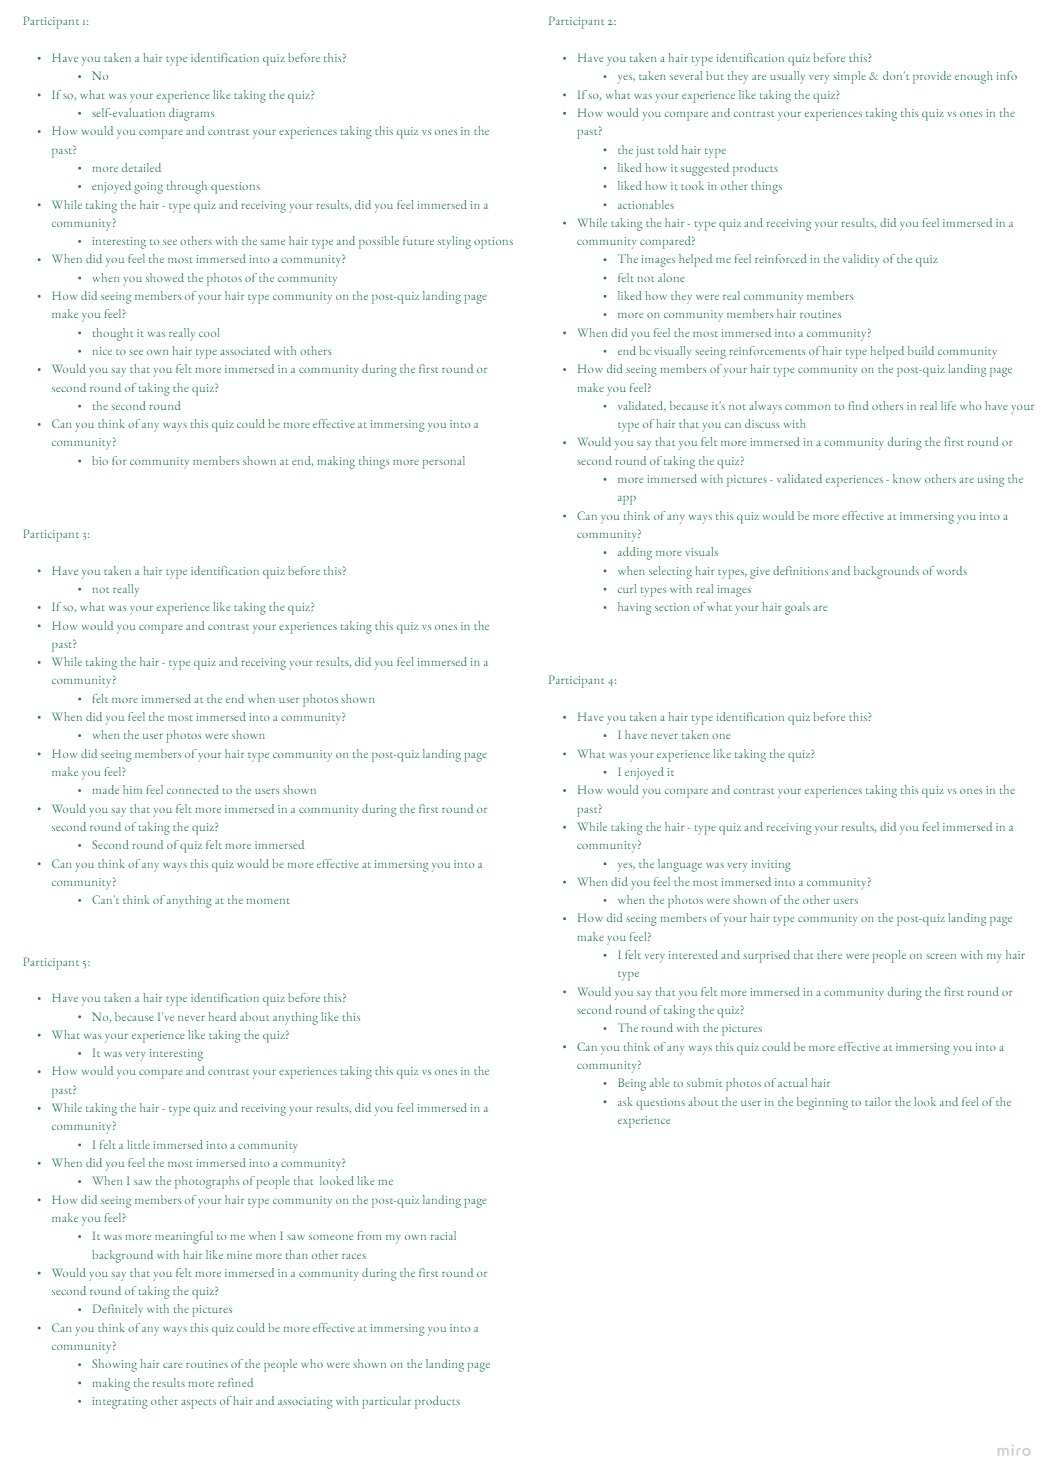 Participant 1:
• Have you taken a hair type identification quiz before this?
• No
• If so, what was your experience like taking the quiz?
• self-evaluation diagrams
• How would you compare and contrast your experiences taking this quiz vs ones in the
past?
• more detailed
• enjoyed going through questions
• While taking the hair - type quiz and receiving your results, did you feel immersed in a
community?
• interesting to see others with the same hair type and possible future styling options
• When did you feel the most immersed into a community?
• when you showed the photos of the community
• How did seeing members of your hair type community on the post-quiz landing page
make you feel?
• thought it was really cool
• nice to see own hair type associated with others
• Would you say that you felt more immersed in a community during the first round or
second round of taking the quiz?
• the second round
• Can you think of any ways this quiz could be more effective at immersing you into a
community?
• bio for community members shown at end, making things more personal
Participant 2:
• Have you taken a hair type identification quiz before this?
• yes, taken several but they are usually very simple & don't provide enough info
• If so, what was your experience like taking the quiz?
• How would you compare and contrast your experiences taking this quiz vs ones in the
past?
• the just told hair type
• liked how it suggested products
• liked how it took in other things
• actionables
• While taking the hair - type quiz and receiving your results, did you feel immersed in a
community compared?
• The images helped me feel reinforced in the validity of the quiz
• felt not alone
• liked how they were real community members
• more on community members hair routines
• When did you feel the most immersed into a community?
• end bc visually seeing reinforcements of hair type helped build community
• How did seeing members of your hair type community on the post-quiz landing page
make you feel?
• validated, because it's not always common to find others in real life who have your
type of hair that you can discuss with
• Would you say that you felt more immersed in a community during the first round or
second round of taking the quiz?
• more immersed with pictures - validated experiences - know others are using the
app
• Can you think of any ways this quiz would be more effective at immersing you into a
community?
• adding more visuals
• when selecting hair types, give definitions and backgrounds of words
• curl types with real images
• having section of what your hair goals are
Participant 3:
• Have you taken a hair type identification quiz before this?
• not really
• If so, what was your experience like taking the quiz?
• How would you compare and contrast your experiences taking this quiz vs ones in the
past?
• While taking the hair - type quiz and receiving your results, did you feel immersed in a
community?
• felt more immersed at the end when user photos shown
• When did you feel the most immersed into a community?
• when the user photos were shown
• How did seeing members of your hair type community on the post-quiz landing page
make you feel?
• made him feel connected to the users shown
• Would you say that you felt more immersed in a community during the first round or
second round of taking the quiz?
• Second round of quiz felt more immersed
• Can you think of any ways this quiz would be more effective at immersing you into a
community?
• Can't think of anything at the moment
Participant 4:
• Have you taken a hair type identification quiz before this?
• I have never taken one
• What was your experience like taking the quiz?
• I enjoyed it
• How would you compare and contrast your experiences taking this quiz vs ones in the
past?
• While taking the hair - type quiz and receiving your results, did you feel immersed in a
community?
• yes, the language was very inviting
• When did you feel the most immersed into a community?
• when the photos were shown of the other users
• How did seeing members of your hair type community on the post-quiz landing page
make you feel?
• I felt very interested and surprised that there were people on screen with my hair
type
• Would you say that you felt more immersed in a community during the first round or
second round of taking the quiz?
• The round with the pictures
• Can you think of any ways this quiz could be more effective at immersing you into a
community?
• Being able to submit photos of actual hair
• ask questions about the user in the beginning to tailor the look and feel of the
experience
Participant 5:
• Have you taken a hair type identification quiz before this?
• No, because I've never heard about anything like this
• What was your experience like taking the quiz?
• It was very interesting
• How would you compare and contrast your experiences taking this quiz vs ones in the
past?
• While taking the hair - type quiz and receiving your results, did you feel immersed in a
community?
• I felt a little immersed into a community
• When did you feel the most immersed into a community?
• When I saw the photographs of people that looked like me
• How did seeing members of your hair type community on the post-quiz landing page
make you feel?
• It was more meaningful to me when I saw someone from my own racial
background with hair like mine more than other races
• Would you say that you felt more immersed in a community during the first round or
second round of taking the quiz?
• Definitely with the pictures
• Can you think of any ways this quiz could be more effective at immersing you into a
community?
• Showing hair care routines of the people who were shown on the landing page
• making the results more refined
• integrating other aspects of hair and associating with particular products
miro